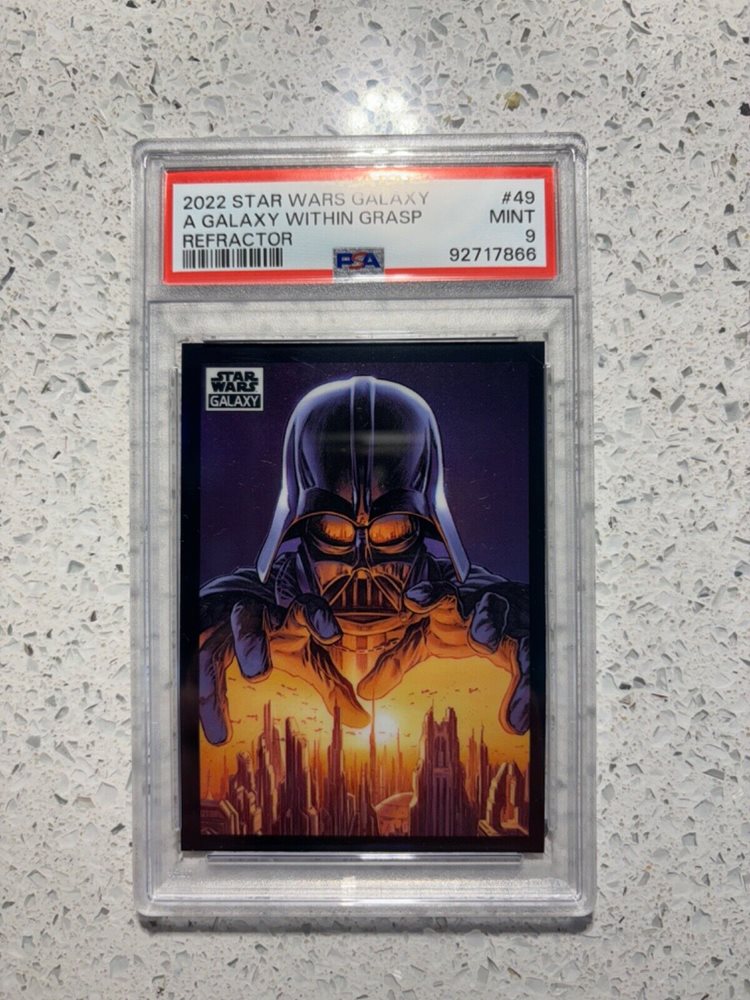 2022 STAR WARS GALAXY #49
A GALAXY WITHIN GRASP MINT
REFRACTOR 9
PSA 92717866
STAR WARS
GALAXY